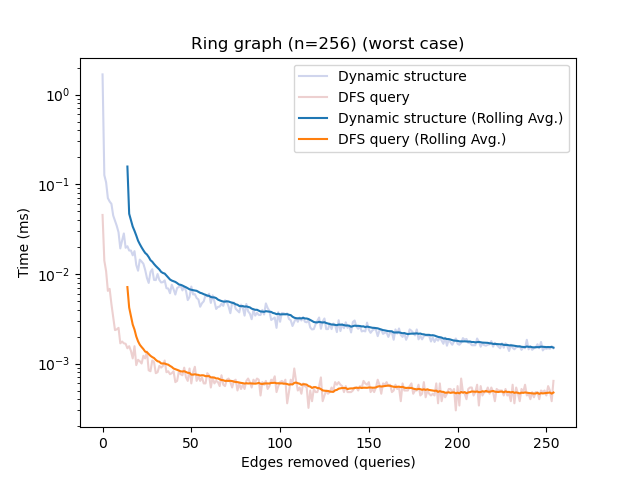 Ring graph (n=256) (worst case)
Dynamic structure
DFS query
Dynamic structure (Rolling Avg.)
DFS query (Rolling Avg.)
Time (ms)
10⁰
10⁻¹
10⁻²
10⁻³
0 50 100 150 200 250
Edges removed (queries)